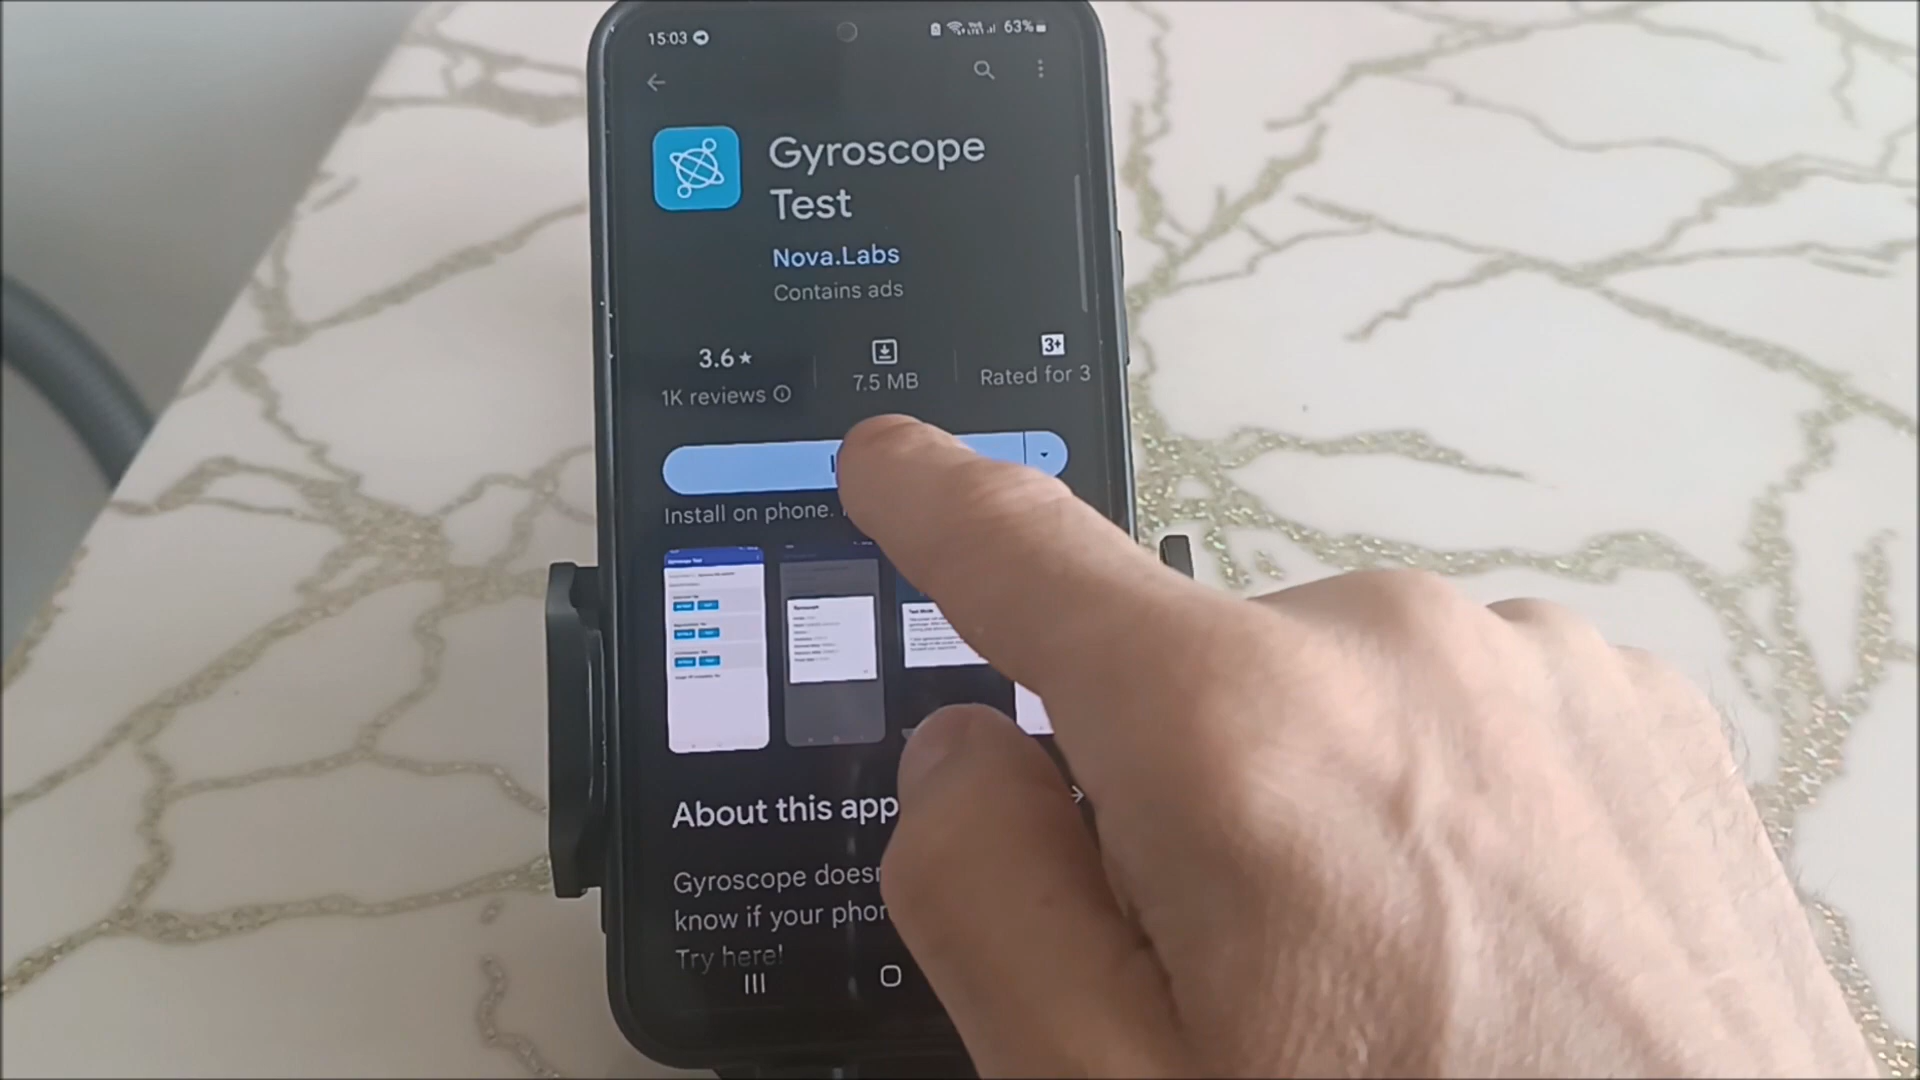 15:03
63%
Gyroscope
Test
Nova.Labs
Contains ads
3.6★
1K reviews
7.5 MB
3+
Rated for 3
Install on phone.
About this app
Gyroscope doesn
know if your phon
Try here!